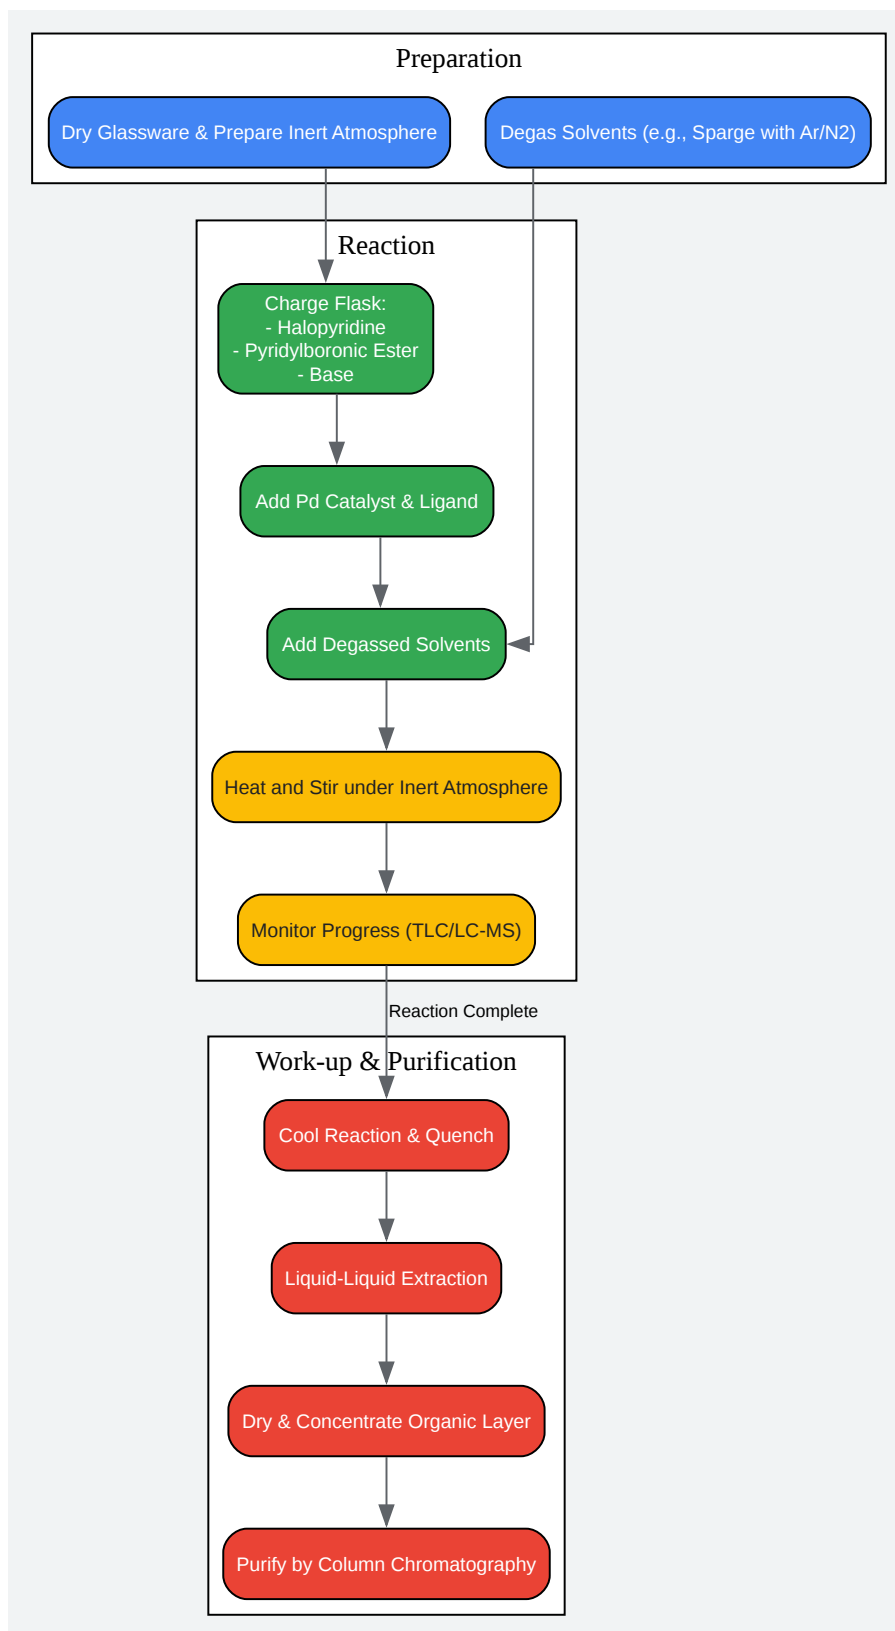 Preparation
Dry Glassware & Prepare Inert Atmosphere
Degas Solvents (e.g., Sparge with Ar/N2)
Reaction
Charge Flask:
- Halopyridine
- Pyridylboronic Ester
- Base
Add Pd Catalyst & Ligand
Add Degassed Solvents
Heat and Stir under Inert Atmosphere
Monitor Progress (TLC/LC-MS)
Reaction Complete
Work-up & Purification
Cool Reaction & Quench
Liquid-Liquid Extraction
Dry & Concentrate Organic Layer
Purify by Column Chromatography